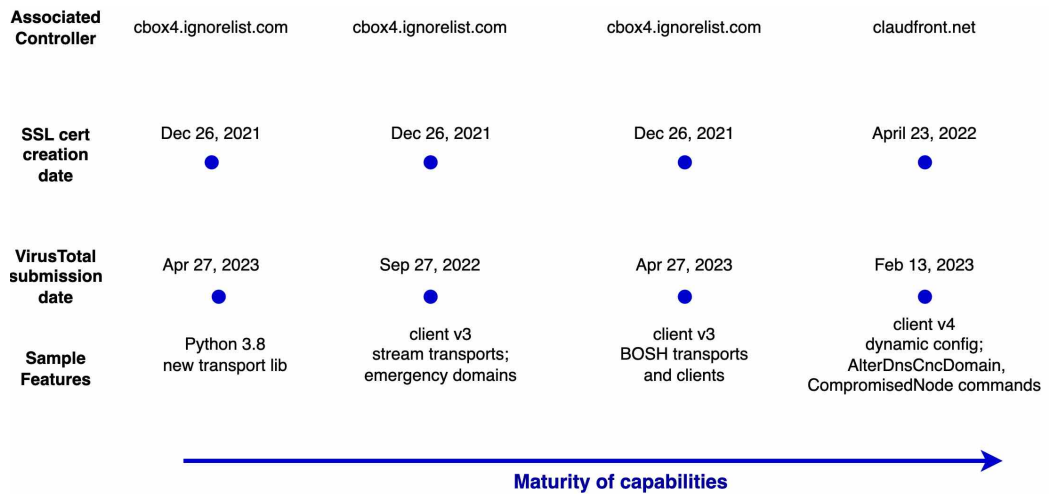 Associated
Controller
cbox4.ignorelist.com
cbox4.ignorelist.com
cbox4.ignorelist.com
claudfront.net
SSL cert
creation
date
Dec 26, 2021
Dec 26, 2021
Dec 26, 2021
April 23, 2022
VirusTotal
submission
date
Apr 27, 2023
Sep 27, 2022
Apr 27, 2023
Feb 13, 2023
Sample
Features
Python 3.8
new transport lib
client v3
stream transports;
emergency domains
client v3
BOSH transports
and clients
client v4
dynamic config;
AlterDnsCncDomain,
CompromisedNode commands
Maturity of capabilities